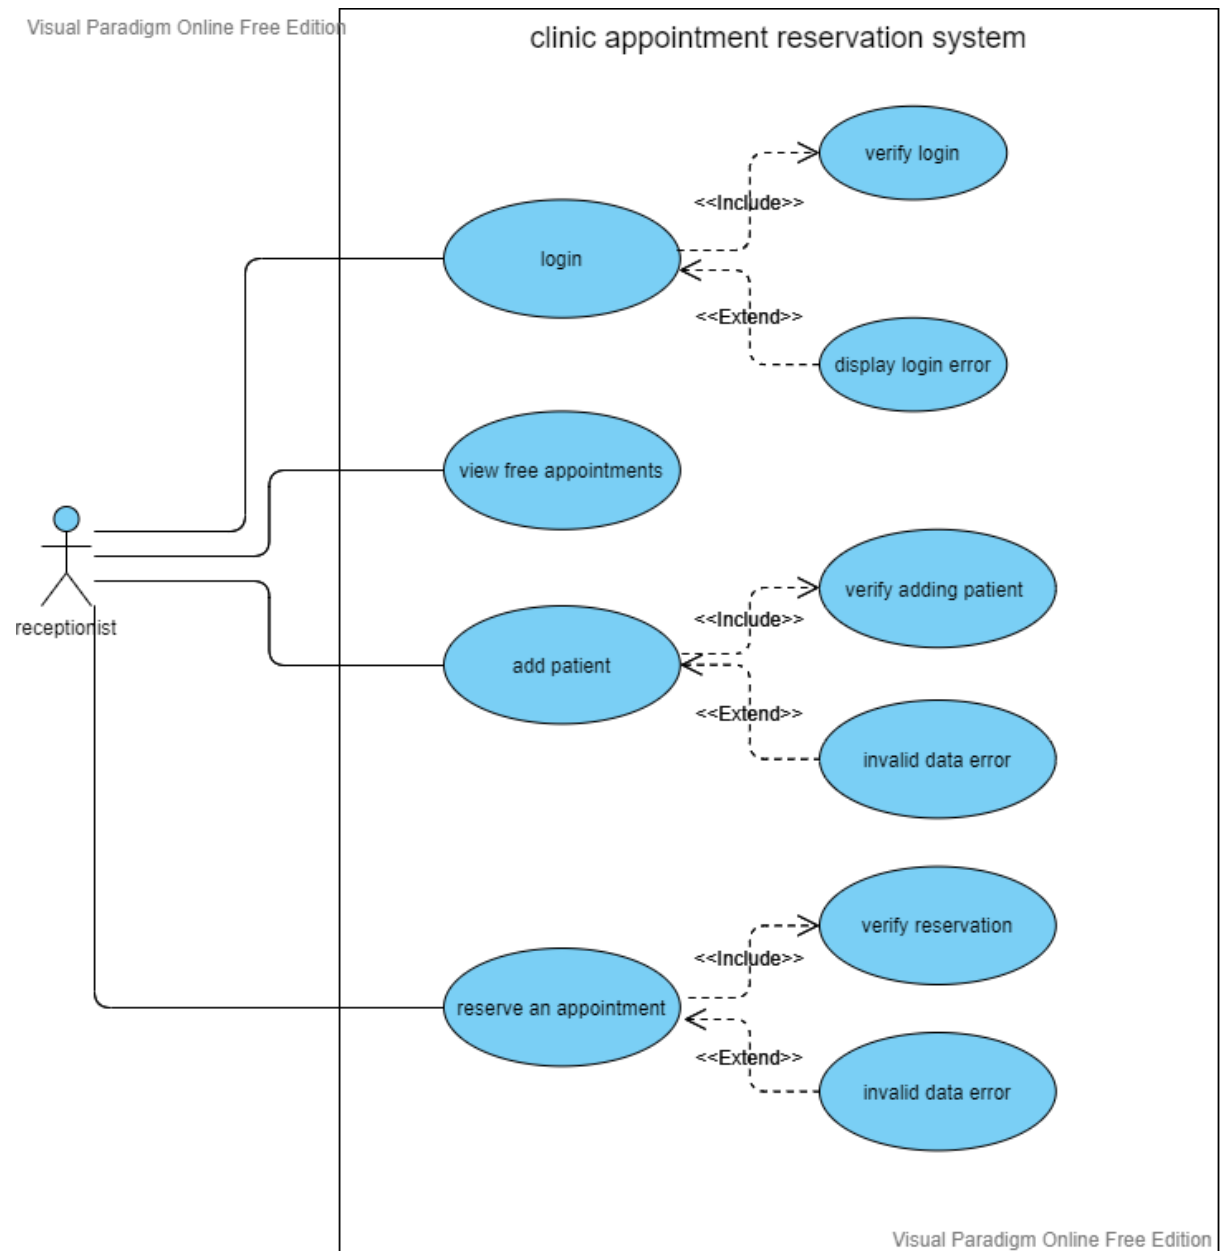 Visual Paradigm Online Free Edition
clinic appointment reservation system
verify login
<<Include>>
login
<<Extend>>
display login error
view free appointments
verify adding patient
<<Include>>
receptionist
add patient
<<Extend>>
invalid data error
verify reservation
<<Include>>
reserve an appointment
<<Extend>>
invalid data error
Visual Paradigm Online Free Edition